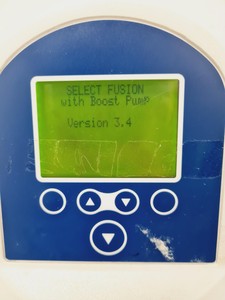 SELECT FUSION
with Boost Pump
Version 3.4